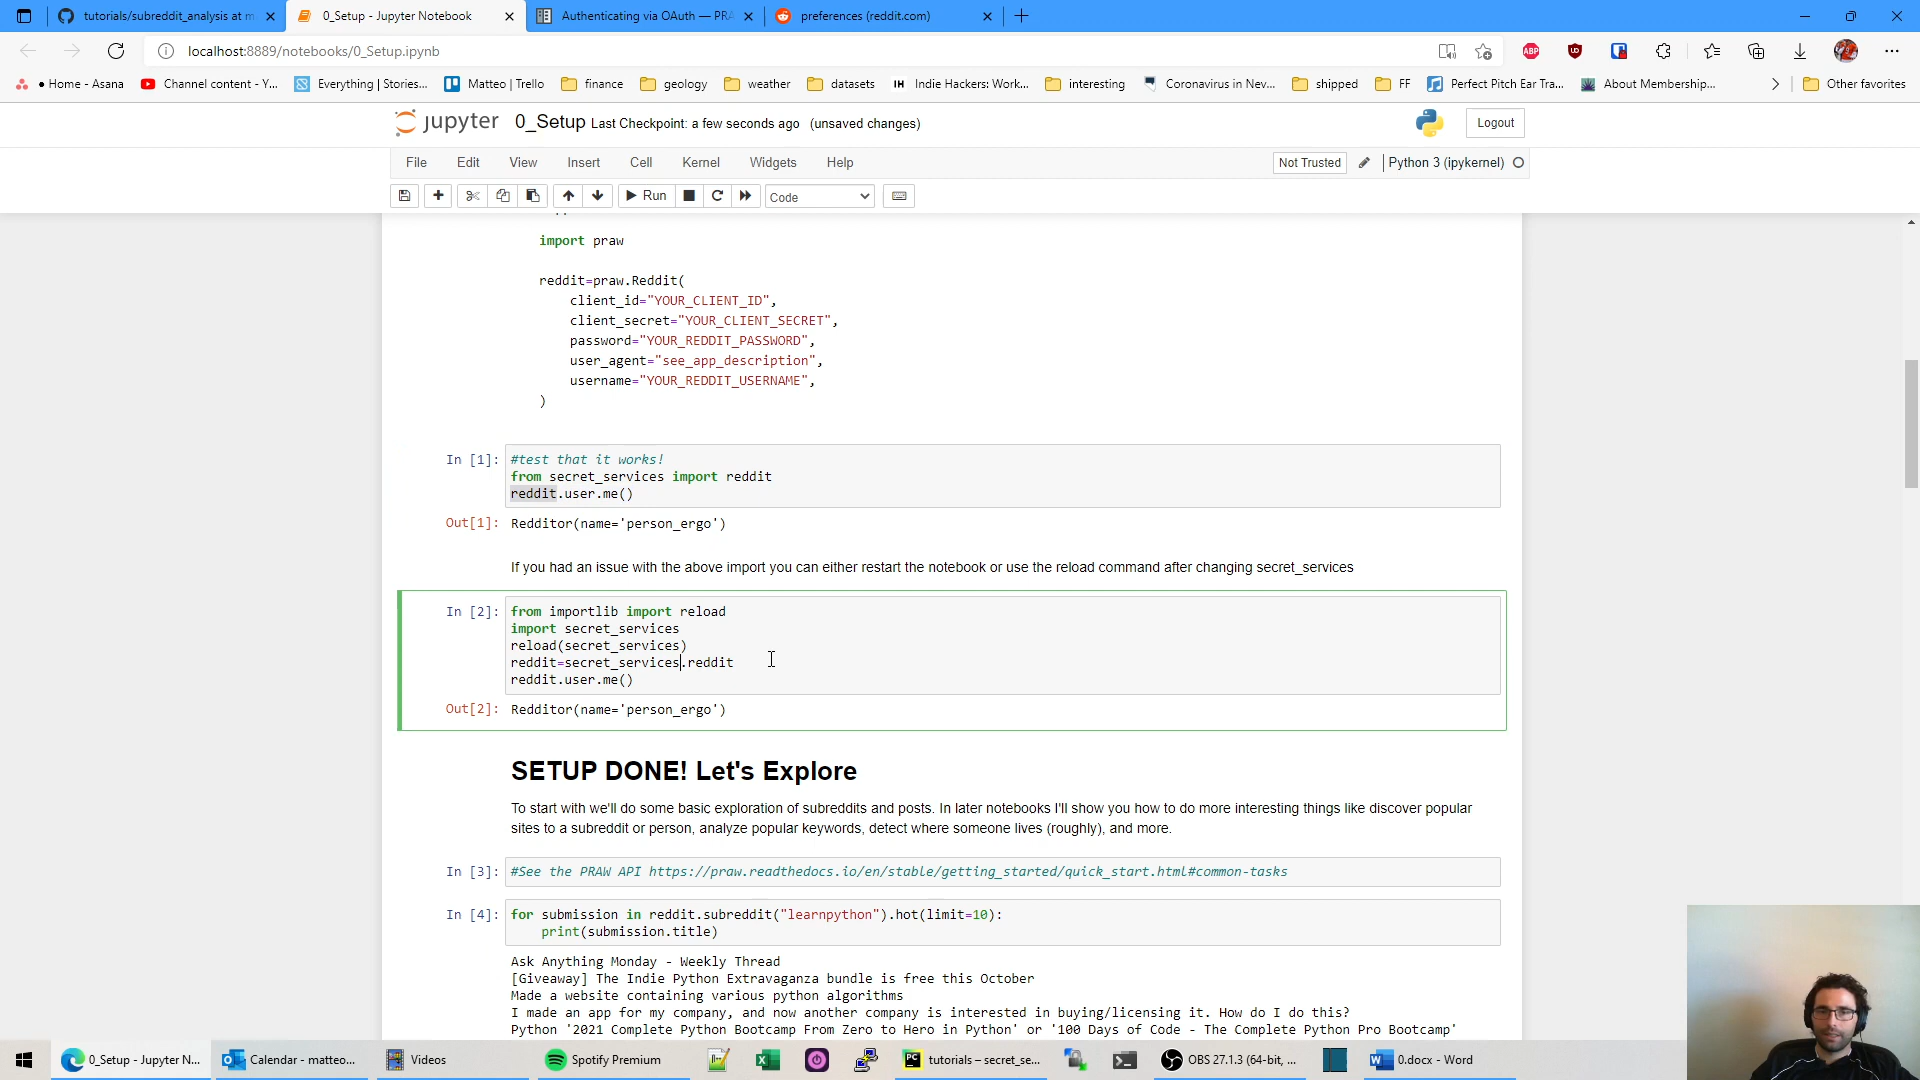 tutorials/subreddit_analysis at m
0_Setup - Jupyter Notebook
Authenticating via OAuth — PRA
preferences (reddit.com)
localhost:8889/notebooks/0_Setup.ipynb
Home - Asana
Channel content - Y...
Everything | Stories...
Matteo | Trello
finance
geology
weather
datasets
IH Indie Hackers: Work...
interesting
Coronavirus in Nev...
shipped
FF
Perfect Pitch Ear Tra...
About Membership...
Other favorites
jupyter 0_Setup Last Checkpoint: a few seconds ago (unsaved changes)
Logout
File Edit View Insert Cell Kernel Widgets Help
Not Trusted
Python 3 (ipykernel)
Run
Code
import praw
reddit=praw.Reddit(
client_id="YOUR_CLIENT_ID",
client_secret="YOUR_CLIENT_SECRET",
password="YOUR_REDDIT_PASSWORD",
user_agent="see_app_description",
username="YOUR_REDDIT_USERNAME",
)
In [1]: #test that it works!
from secret_services import reddit
reddit.user.me()
Out[1]: Redditor(name='person_ergo')
If you had an issue with the above import you can either restart the notebook or use the reload command after changing secret_services
In [2]: from importlib import reload
import secret_services
reload(secret_services)
reddit=secret_services.reddit
reddit.user.me()
Out[2]: Redditor(name='person_ergo')
SETUP DONE! Let's Explore
To start with we'll do some basic exploration of subreddits and posts. In later notebooks I'll show you how to do more interesting things like discover popular
sites to a subreddit or person, analyze popular keywords, detect where someone lives (roughly), and more.
In [3]: #See the PRAW API https://praw.readthedocs.io/en/stable/getting_started/quick_start.html#common-tasks
In [4]: for submission in reddit.subreddit("learnpython").hot(limit=10):
print(submission.title)
Ask Anything Monday - Weekly Thread
[Giveaway] The Indie Python Extravaganza bundle is free this October
Made a website containing various python algorithms
I made an app for my company, and now another company is interested in buying/licensing it. How do I do this?
Python '2021 Complete Python Bootcamp From Zero to Hero in Python' or '100 Days of Code - The Complete Python Pro Bootcamp'
0_Setup - Jupyter N...
Calendar - matteo...
Videos
Spotify Premium
tutorials – secret_se...
OBS 27.1.3 (64-bit, ...
0.docx - Word